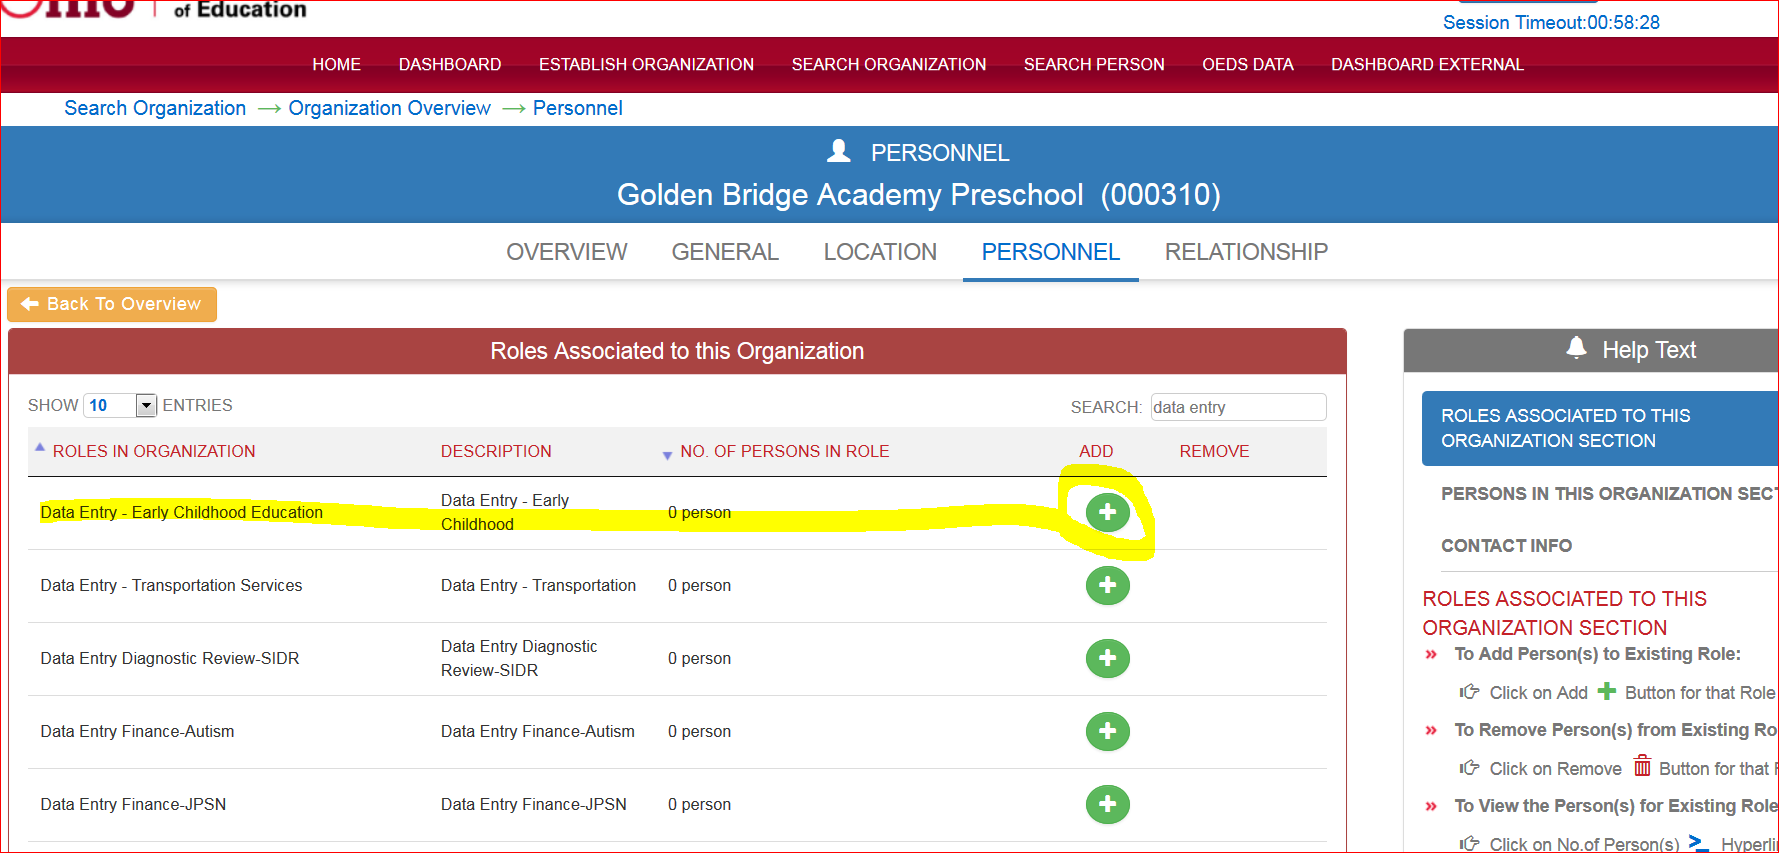 of Education
Session Timeout:00:58:28
HOME DASHBOARD ESTABLISH ORGANIZATION SEARCH ORGANIZATION SEARCH PERSON OEDS DATA DASHBOARD EXTERNAL
Search Organization → Organization Overview → Personnel
PERSONNEL
Golden Bridge Academy Preschool (000310)
OVERVIEW GENERAL LOCATION PERSONNEL RELATIONSHIP
Back To Overview
Roles Associated to this Organization
SHOW 10 ENTRIES
SEARCH: data entry
ROLES IN ORGANIZATION DESCRIPTION NO. OF PERSONS IN ROLE ADD REMOVE
Data Entry - Early Childhood Education Data Entry - Early Childhood 0 person
Data Entry - Transportation Services Data Entry - Transportation 0 person
Data Entry Diagnostic Review-SIDR Data Entry Diagnostic Review-SIDR 0 person
Data Entry Finance-Autism Data Entry Finance-Autism 0 person
Data Entry Finance-JPSN Data Entry Finance-JPSN 0 person
Help Text
ROLES ASSOCIATED TO THIS
ORGANIZATION SECTION
PERSONS IN THIS ORGANIZATION SECT
CONTACT INFO
ROLES ASSOCIATED TO THIS
ORGANIZATION SECTION
» To Add Person(s) to Existing Role:
Click on Add Button for that Role
» To Remove Person(s) from Existing Ro
Click on Remove Button for that
» To View the Person(s) for Existing Role
Click on No.of Person(s) Hyperli